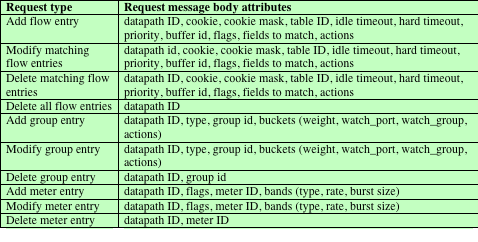 Request type Request message body attributes
Add flow entry datapath ID, cookie, cookie mask, table ID, idle timeout, hard timeout,
priority, buffer id, flags, fields to match, actions
Modify matching datapath id, cookie, cookie mask, table ID, idle timeout, hard timeout,
flow entries priority, buffer id, flags, fields to match, actions
Delete matching flow datapath ID, cookie, cookie mask, table ID, idle timeout, hard timeout,
entries priority, buffer id, flags, fields to match, actions
Delete all flow entries datapath ID
Add group entry datapath ID, type, group id, buckets (weight, watch_port, watch_group,
actions)
Modify group entry datapath ID, type, group id, buckets (weight, watch_port, watch_group,
actions)
Delete group entry datapath ID, group id
Add meter entry datapath ID, flags, meter ID, bands (type, rate, burst size)
Modify meter entry datapath ID, flags, meter ID, bands (type, rate, burst size)
Delete meter entry datapath ID, meter ID